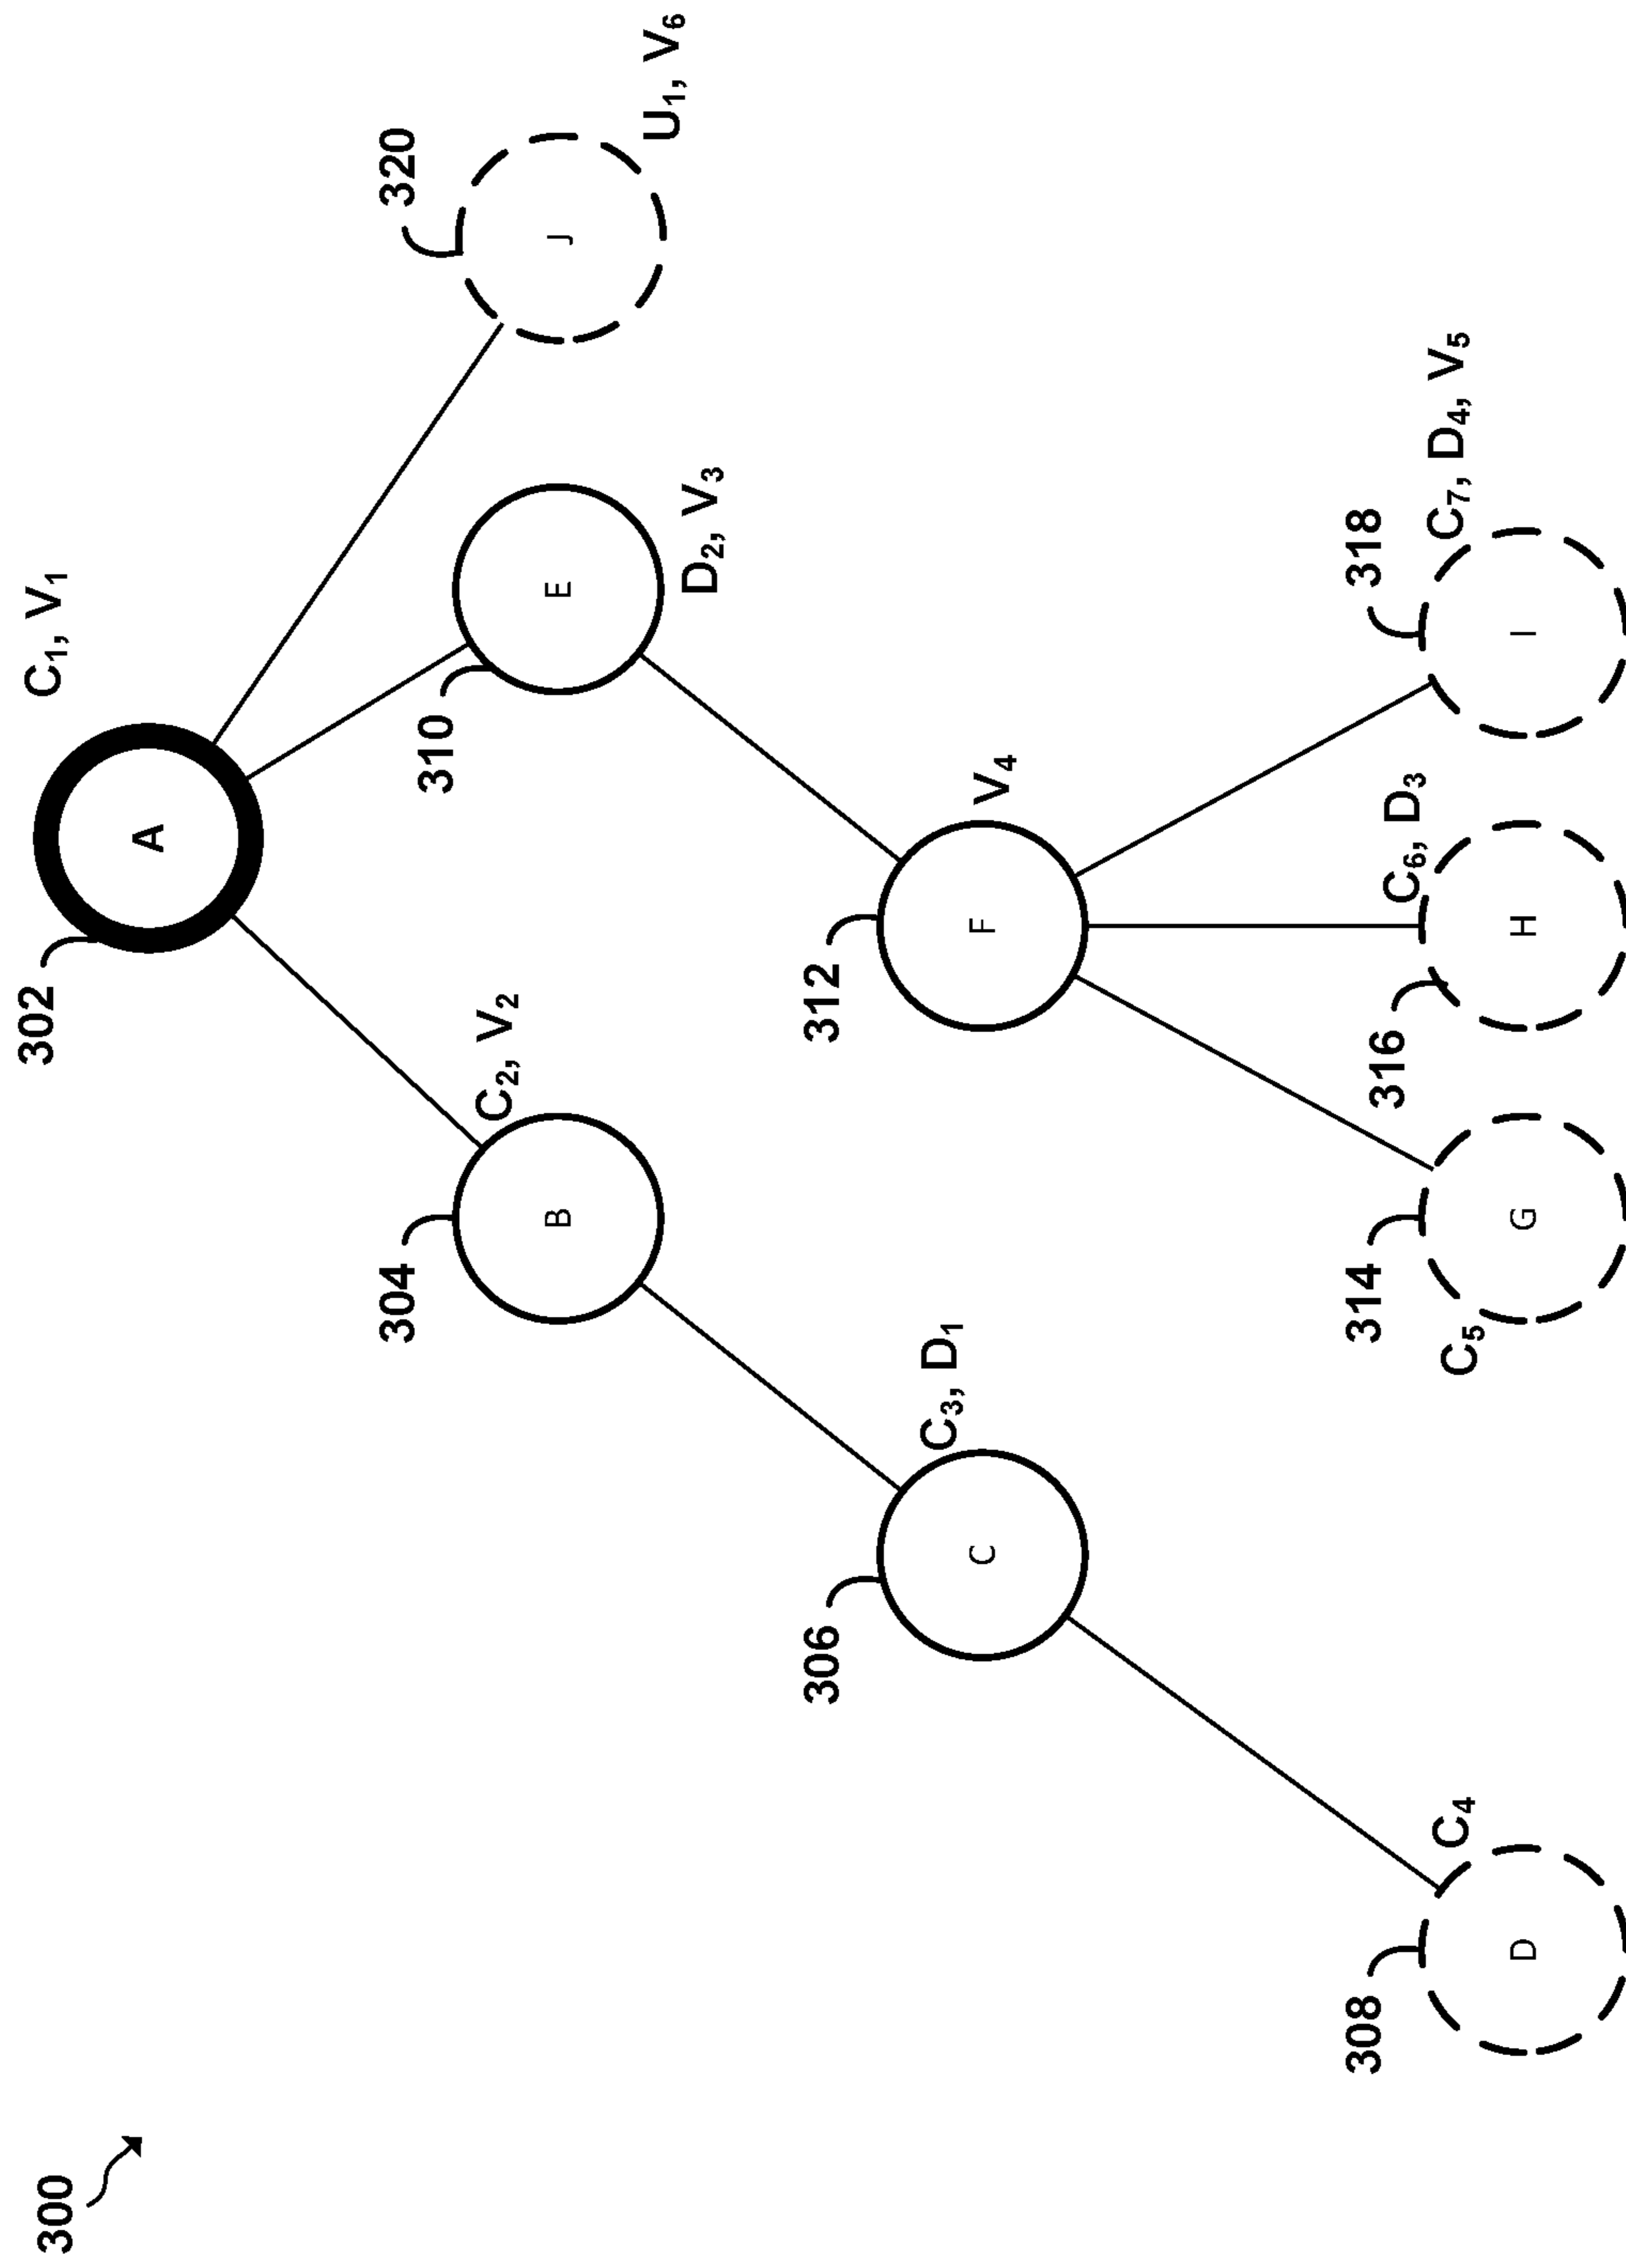 300
302
A
C₁, V₁
304
B
C₂, V₂
310
E
D₂, V₃
320
J
U₁, V₆
306
C
C₃, D₁
312
F
V₄
308
D
C₄
314
G
C₅
316
H
C₆, D₃
318
I
C₇, D₄, V₅